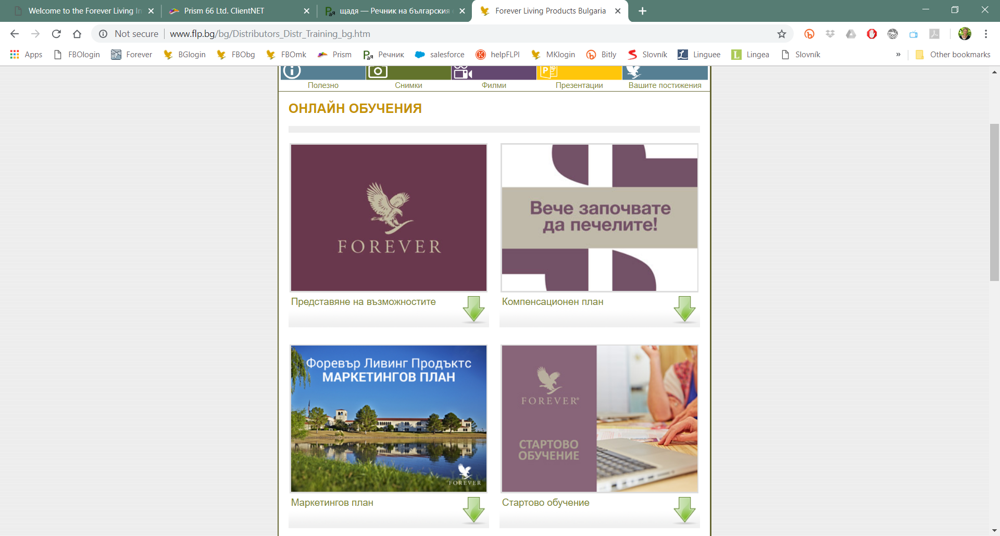 Welcome to the Forever Living In
Prism 66 Ltd. ClientNET
щадя — Речник на българския
Forever Living Products Bulgaria
Not secure
www.flp.bg/bg/Distributors_Distr_Training_bg.htm
Apps
FBOlogin
Forever
BGlogin
FBObg
FBOmk
Prism
Речник
salesforce
helpFLPI
MKlogin
Bitly
Slovník
Linguee
Lingea
Slovník
»
Other bookmarks
Полезно
Снимки
Филми
Презентации
Вашите постижения
ОНЛАЙН ОБУЧЕНИЯ
FOREVER
Вече започвате
да печелите!
Представяне на възможностите
Компенсационен план
Форевър Ливинг Продъктс
МАРКЕТИНГОВ ПЛАН
FOREVER
FOREVER®
СТАРТОВО
ОБУЧЕНИЕ
Маркетингов план
Стартово обучение